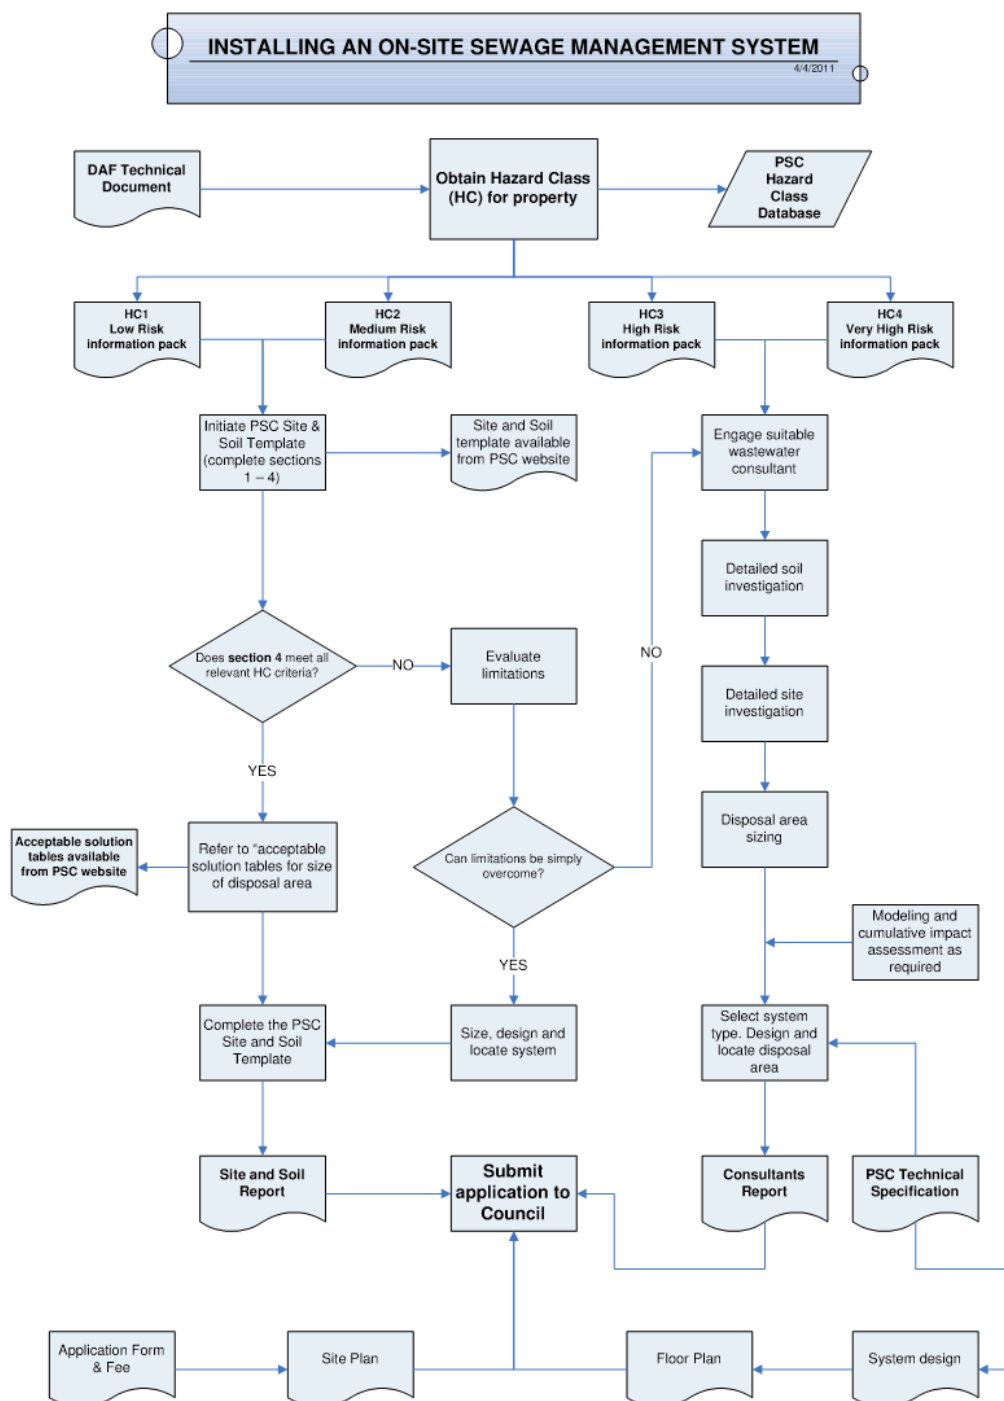 INSTALLING AN ON-SITE SEWAGE MANAGEMENT SYSTEM
4/4/2011
DAF Technical
Document
Obtain Hazard Class
(HC) for property
PSC
Hazard
Class
Database
HC1
Low Risk
information pack
HC2
Medium Risk
information pack
HC3
High Risk
information pack
HC4
Very High Risk
information pack
Initiate PSC Site &
Soil Template
(complete sections
1 – 4)
Site and Soil
template available
from PSC website
Engage suitable
wastewater
consultant
Detailed soil
investigation
Does section 4 meet all
relevant HC criteria?
NO
Evaluate
limitations
NO
Detailed site
investigation
YES
Acceptable solution
tables available
from PSC website
Refer to “acceptable
solution tables for size
of disposal area
Can limitations be simply
overcome?
Disposal area
sizing
Modeling and
cumulative impact
assessment as
required
YES
Complete the PSC
Site and Soil
Template
Size, design and
locate system
Select system
type. Design and
locate disposal
area
Site and Soil
Report
Submit
application to
Council
Consultants
Report
PSC Technical
Specification
Application Form
& Fee
Site Plan
Floor Plan
System design